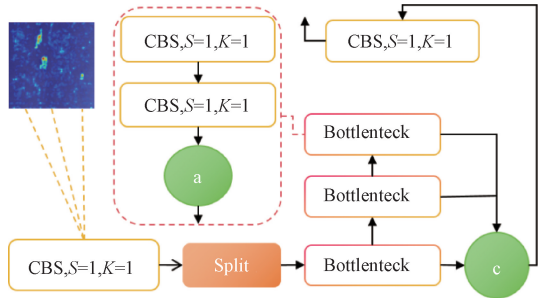 CBS,S=1,K=1
CBS,S=1,K=1
CBS,S=1,K=1
Bottlenteck
a
Bottlenteck
CBS,S=1,K=1
Split
Bottlenteck
c